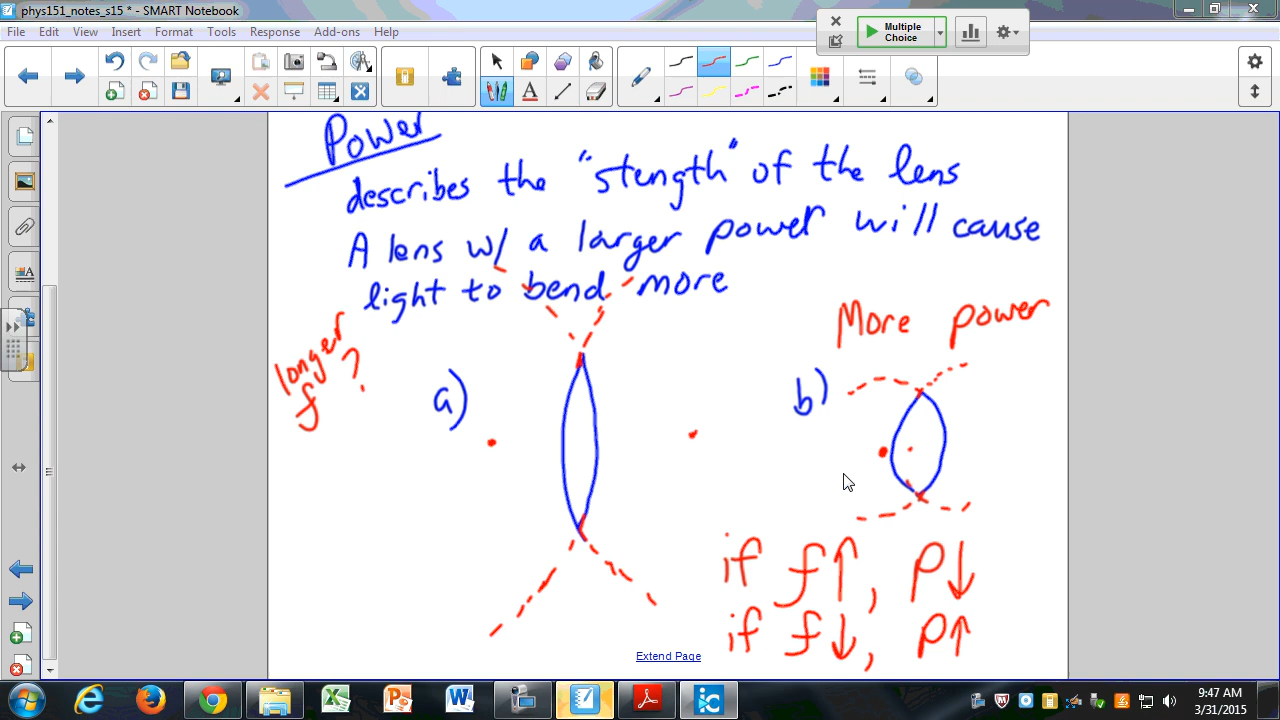 phys151_notes_s15 * - SMART Notebook
File Edit View Insert Format Tools Response Add-ons Help
Multiple Choice
Power
describes the "stength" of the lens
A lens w/ a larger power will cause
light to bend more
longer
f ?
a)
More power
b)
if f↑, P↓
if f↓, P↑
Extend Page
9:47 AM
3/31/2015